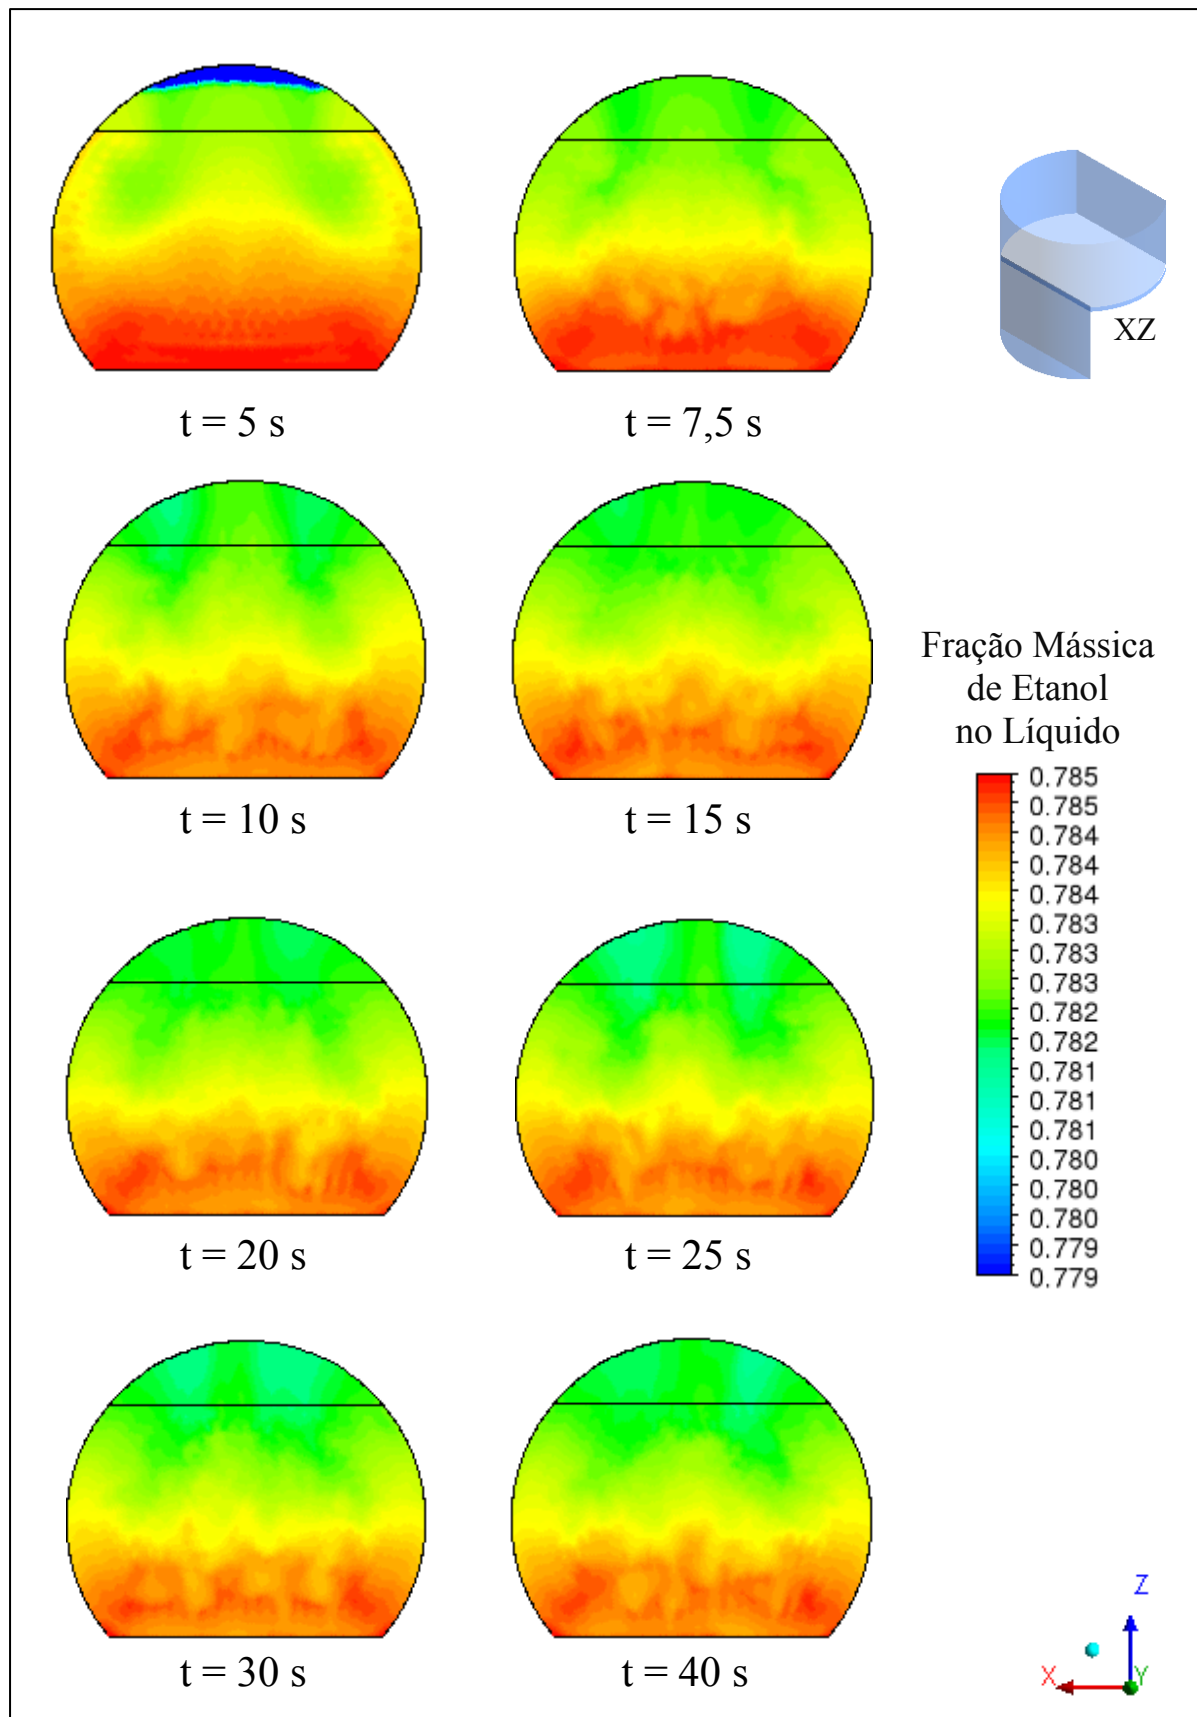 XZ
t = 5 s
t = 7,5 s
t = 10 s
t = 15 s
Fração Mássica
de Etanol
no Líquido
0.785
0.785
0.784
0.784
0.784
0.783
0.783
0.783
0.782
0.782
0.781
0.781
0.781
0.780
0.780
0.780
0.779
0.779
t = 20 s
t = 25 s
t = 30 s
t = 40 s
Z
X
Y